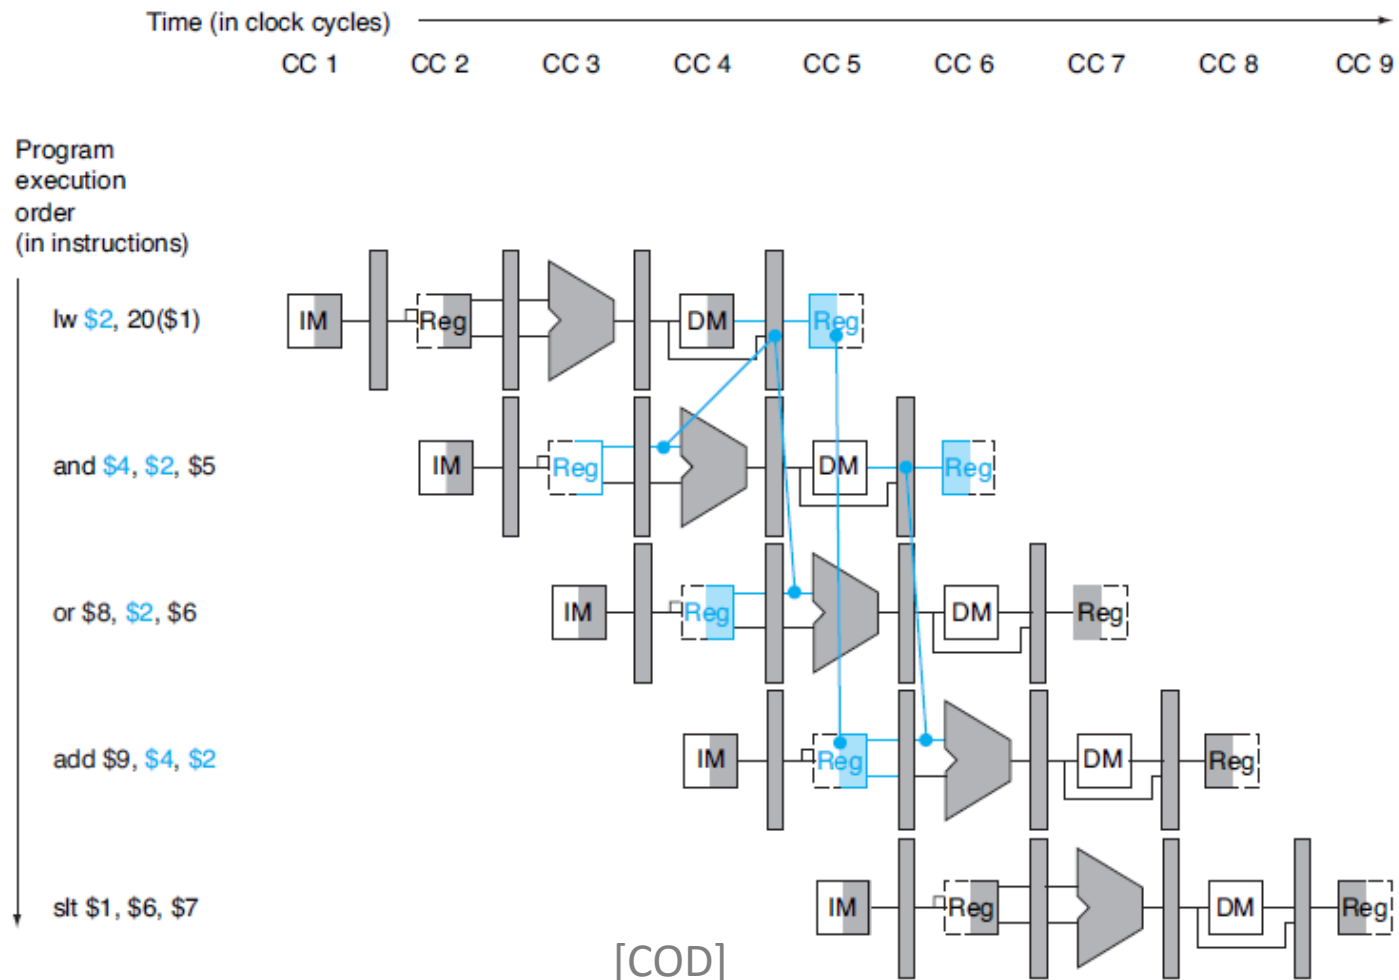 Time (in clock cycles)
CC 1 CC 2 CC 3 CC 4 CC 5 CC 6 CC 7 CC 8 CC 9
Program
execution
order
(in instructions)
lw $2, 20($1)
IM Reg DM Reg
and $4, $2, $5
IM Reg DM Reg
or $8, $2, $6
IM Reg DM Reg
add $9, $4, $2
IM Reg DM Reg
slt $1, $6, $7
IM Reg DM Reg
[COD]